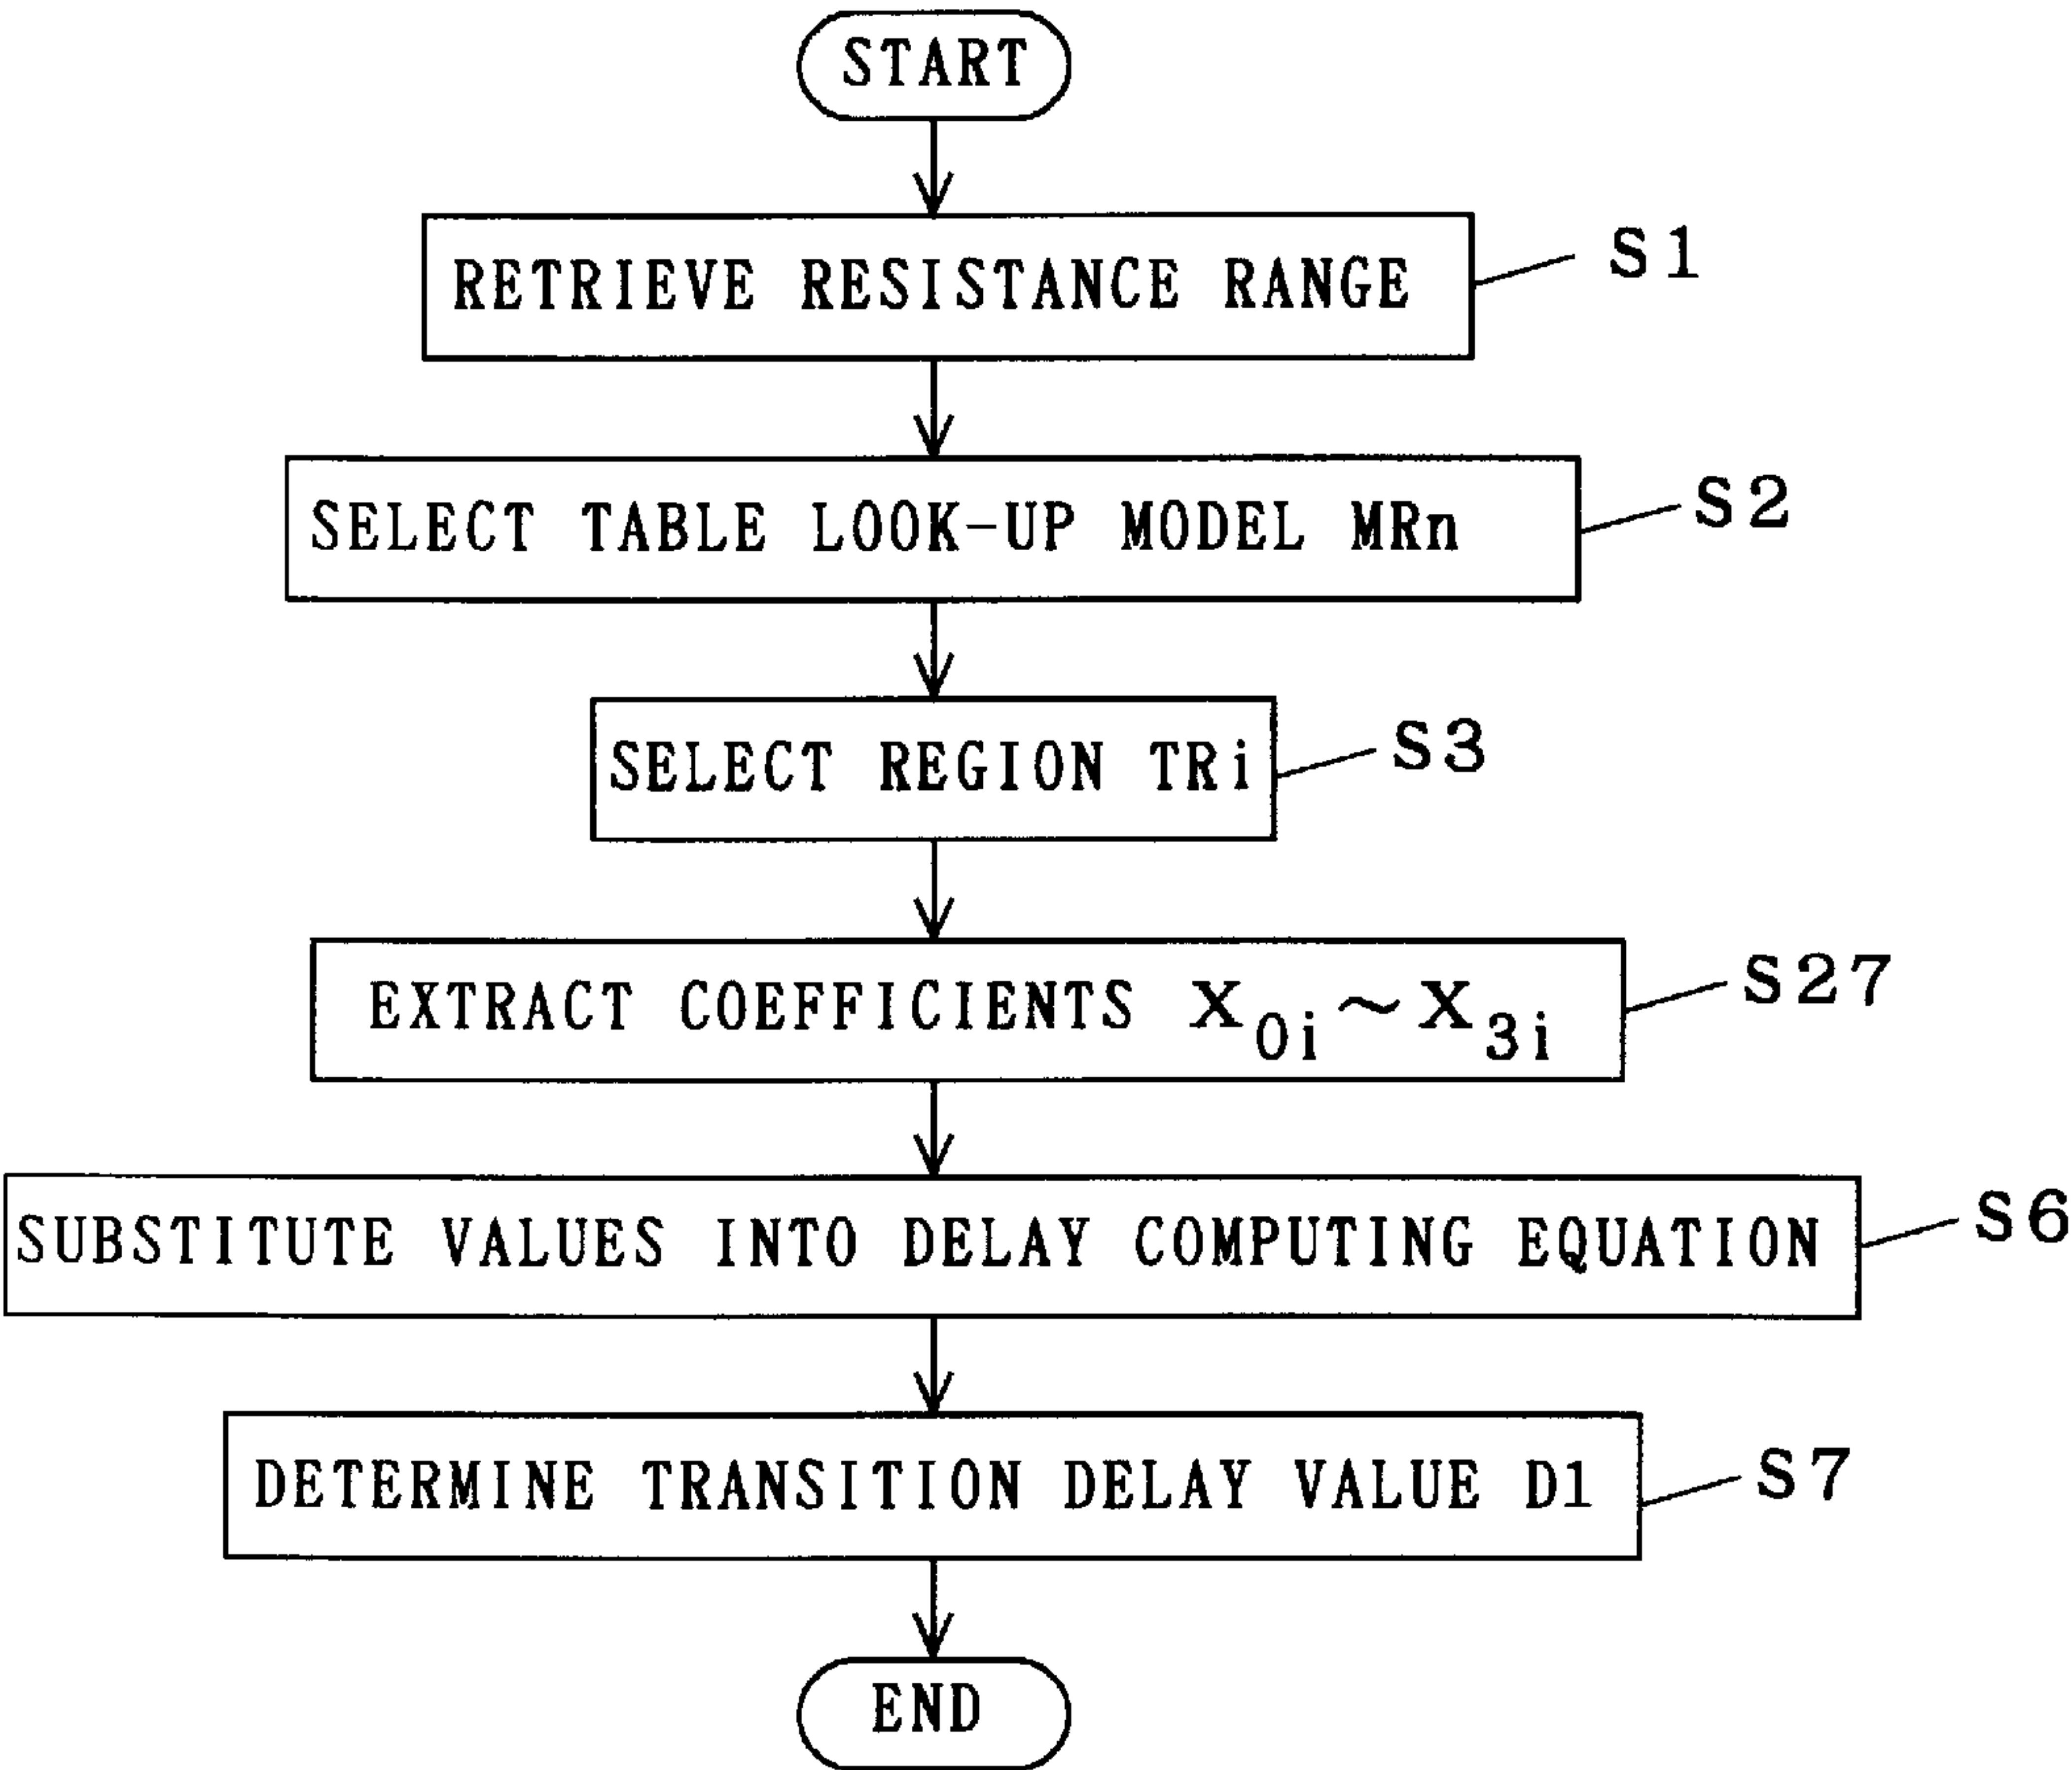 START
RETRIEVE RESISTANCE RANGE
S1
SELECT TABLE LOOK-UP MODEL MRn
S2
SELECT REGION TRi
S3
EXTRACT COEFFICIENTS X0i ~ X3i
S27
SUBSTITUTE VALUES INTO DELAY COMPUTING EQUATION
S6
DETERMINE TRANSITION DELAY VALUE D1
S7
END